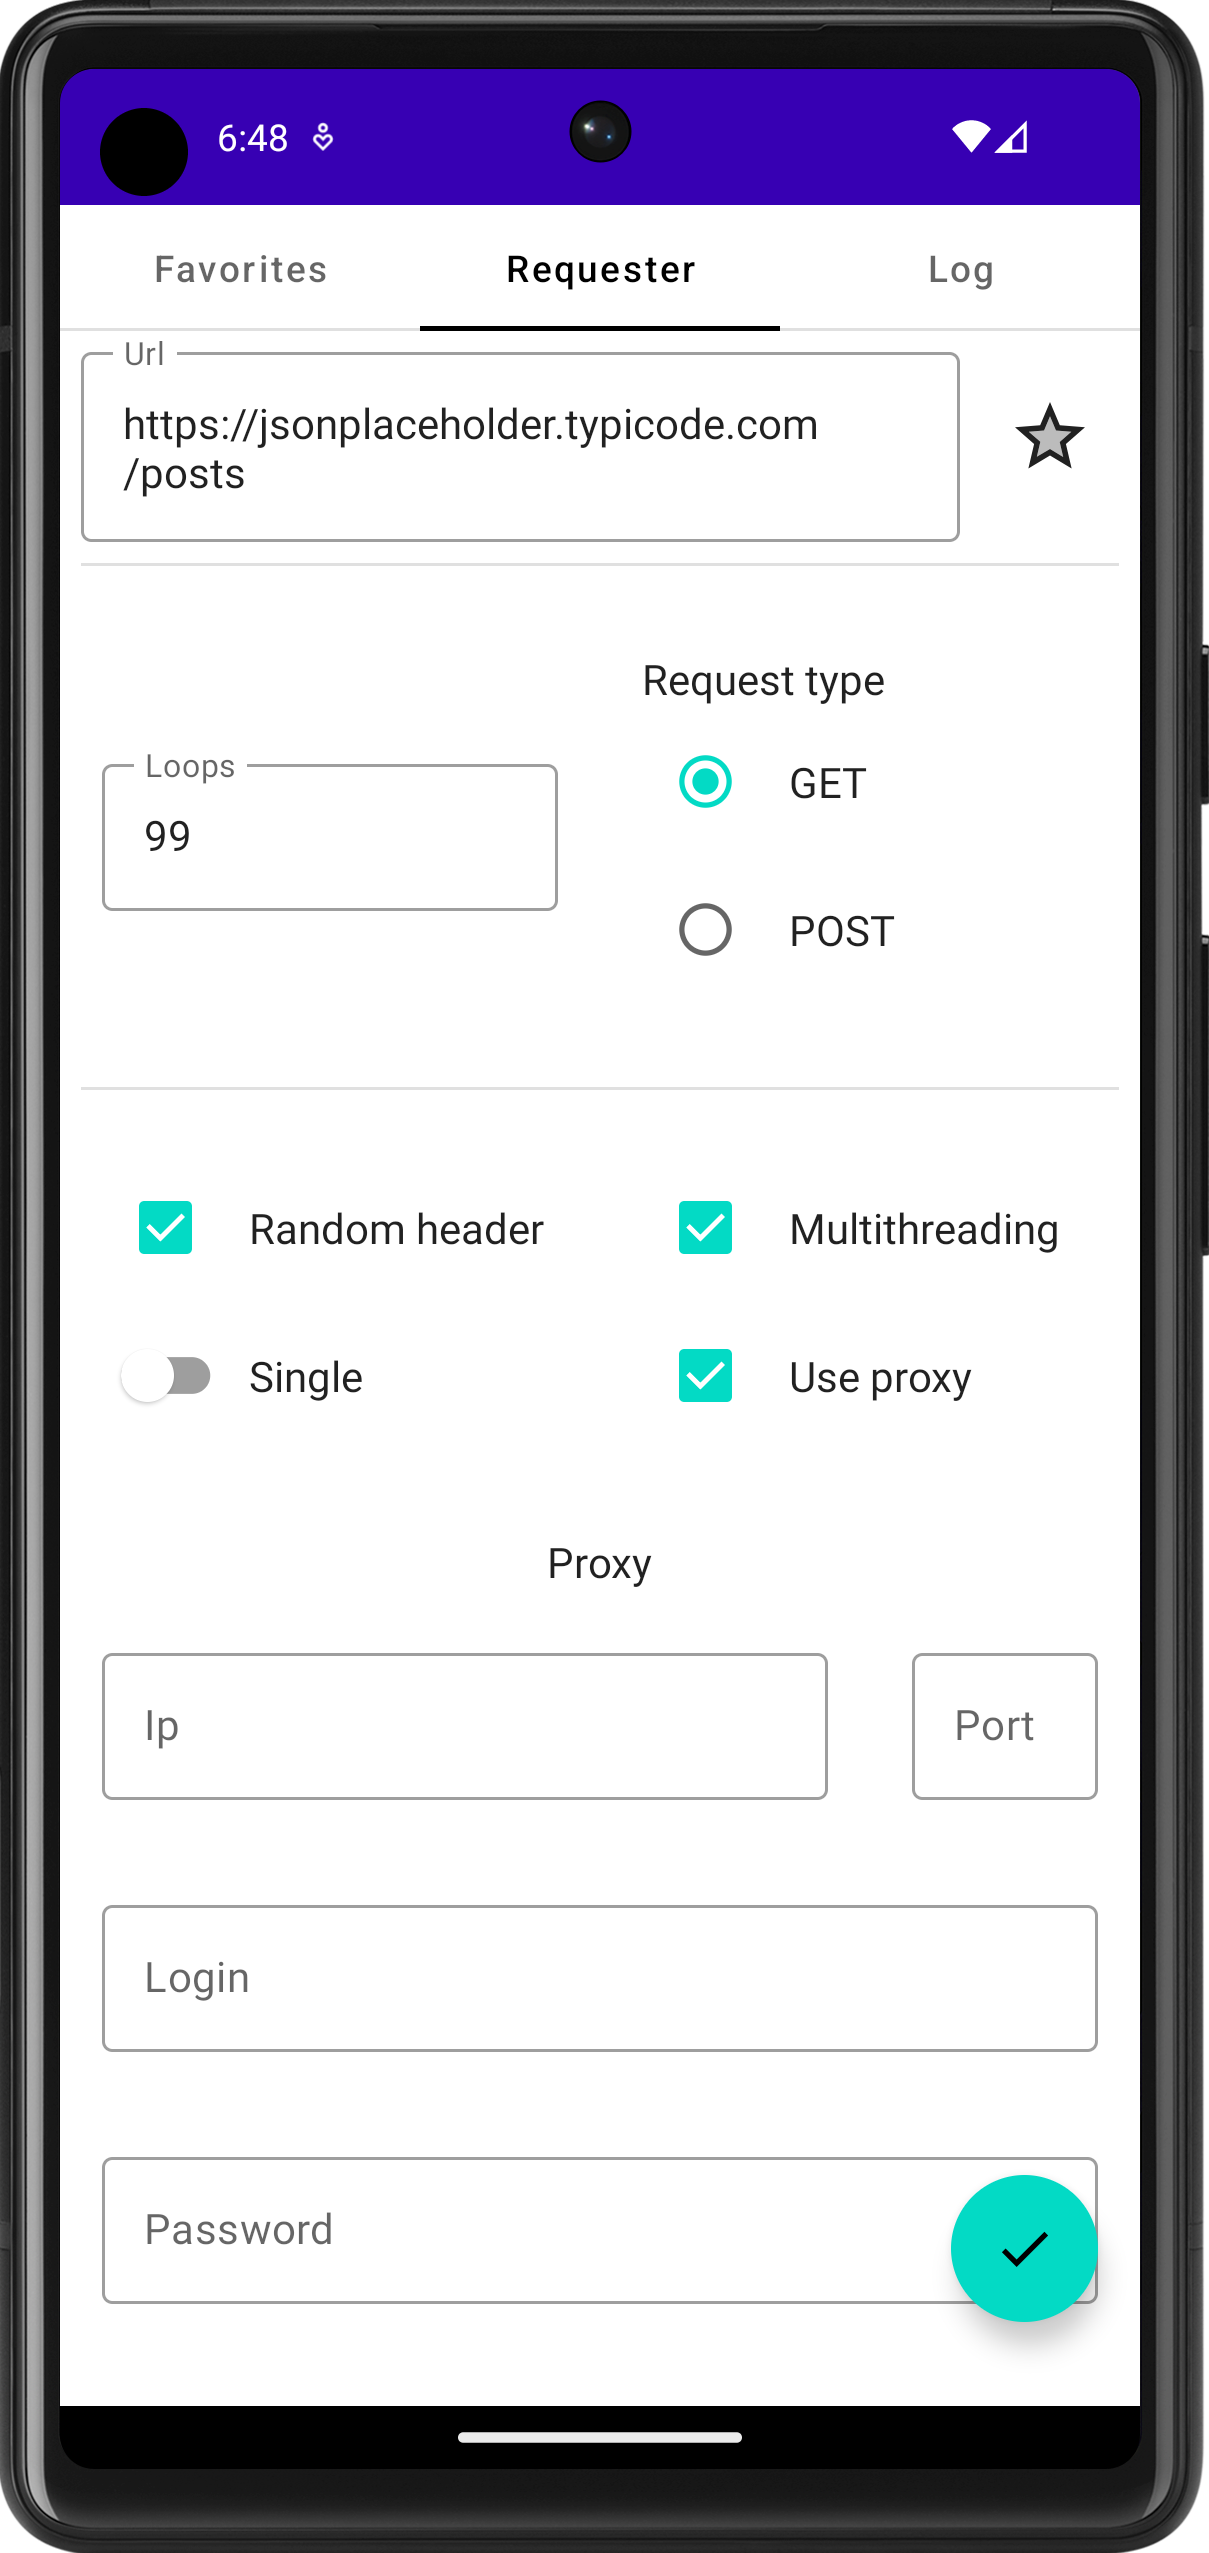 6:48
Favorites Requester Log
Url
https://jsonplaceholder.typicode.com
/posts
Request type
Loops
99
GET
POST
Random header Multithreading
Single Use proxy
Proxy
Ip Port
Login
Password